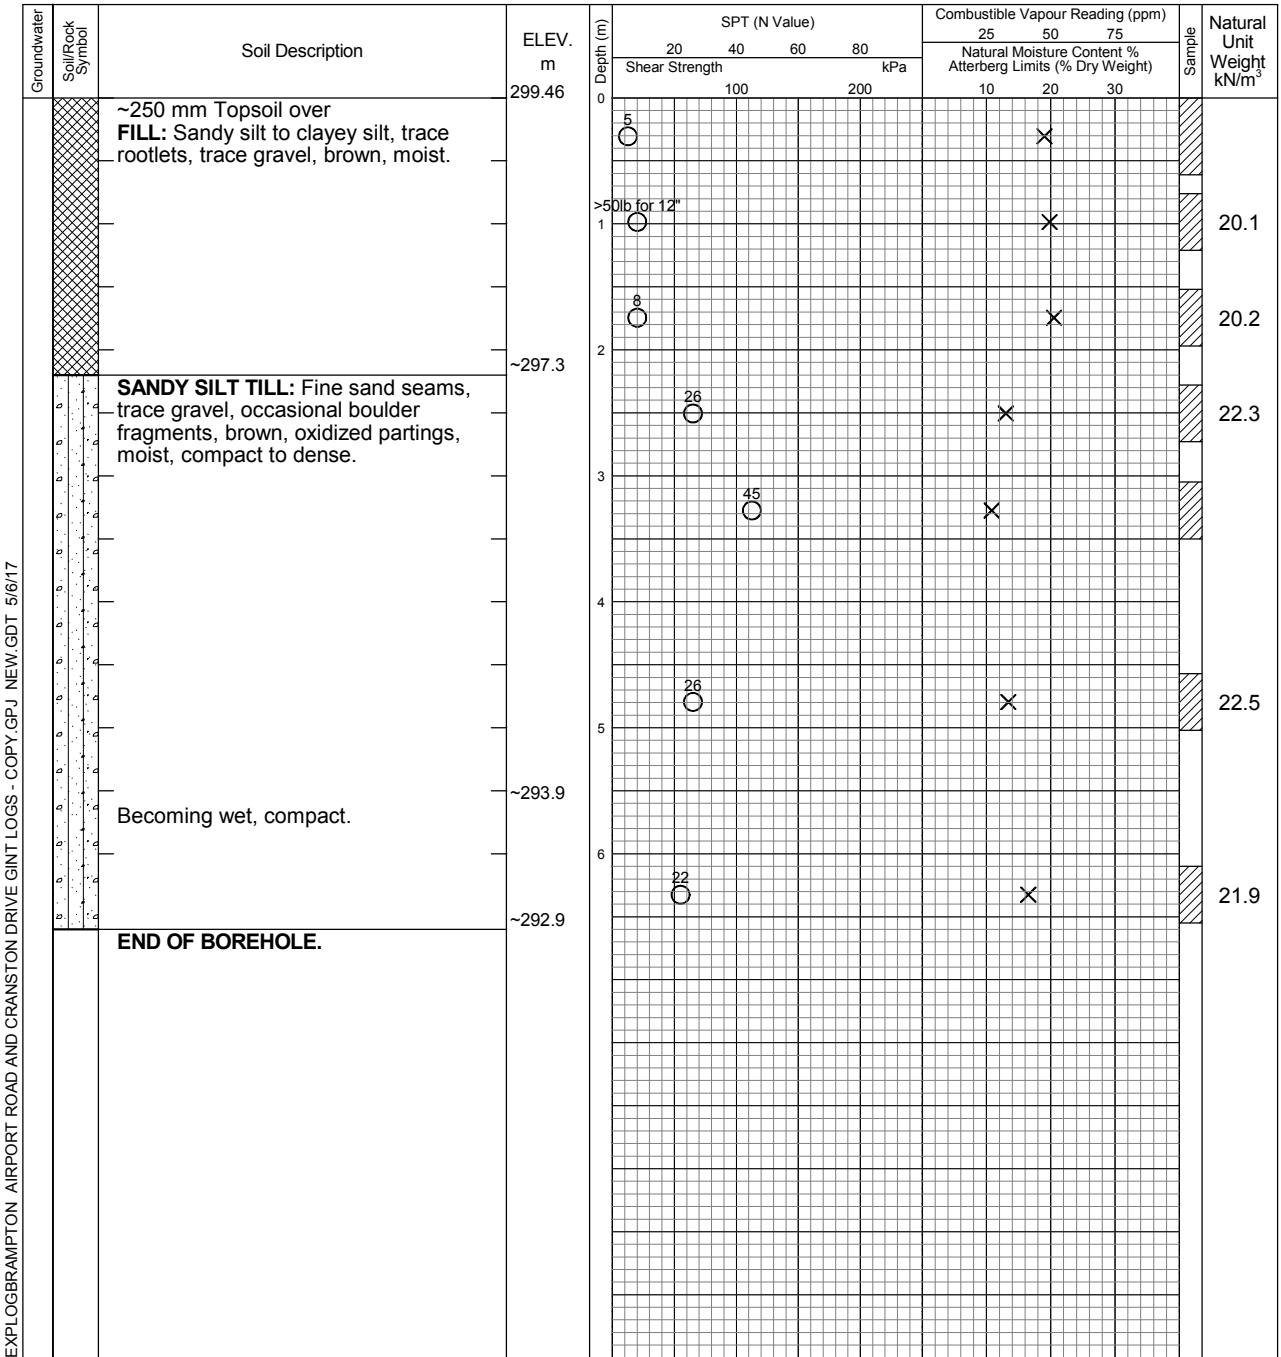 Groundwater
Soil/Rock
Symbol
Soil Description
ELEV.
m
299.46
Depth (m)
SPT (N Value)
20 40 60 80
Shear Strength kPa
100 200
Combustible Vapour Reading (ppm)
25 50 75
Natural Moisture Content %
Atterberg Limits (% Dry Weight)
10 20 30
Sample
Natural
Unit
Weight
kN/m³
0
~250 mm Topsoil over
FILL: Sandy silt to clayey silt, trace
rootlets, trace gravel, brown, moist.
5
>50lb for 12"
1
20.1
8
20.2
2
~297.3
SANDY SILT TILL: Fine sand seams,
trace gravel, occasional boulder
fragments, brown, oxidized partings,
moist, compact to dense.
26
22.3
3
45
4
26
22.5
5
~293.9
Becoming wet, compact.
6
22
21.9
~292.9
END OF BOREHOLE.
EXPLOGBRAMPTON AIRPORT ROAD AND CRANSTON DRIVE GINT LOGS - COPY.GPJ NEW.GDT 5/6/17